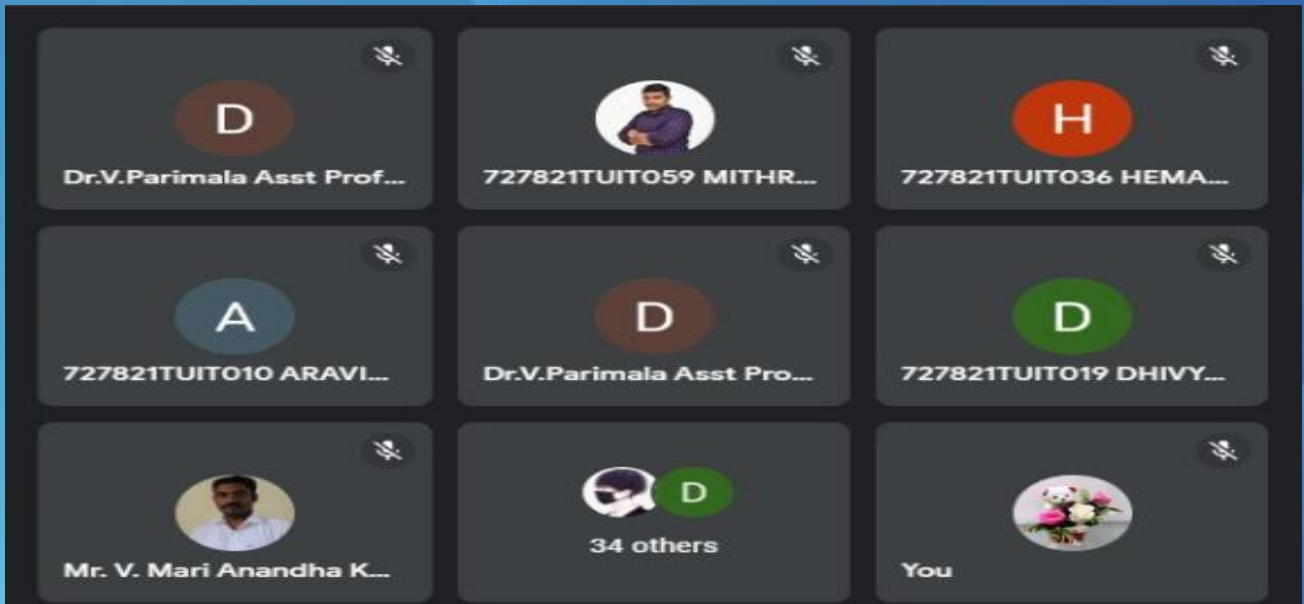 D
Dr.V.Parimala Asst Prof...
727821TUIT059 MITHR...
H
727821TUIT036 HEMA...
A
727821TUIT010 ARAVI...
D
Dr.V.Parimala Asst Pro...
D
727821TUIT019 DHIVY...
Mr. V. Mari Anandha K...
D
34 others
You